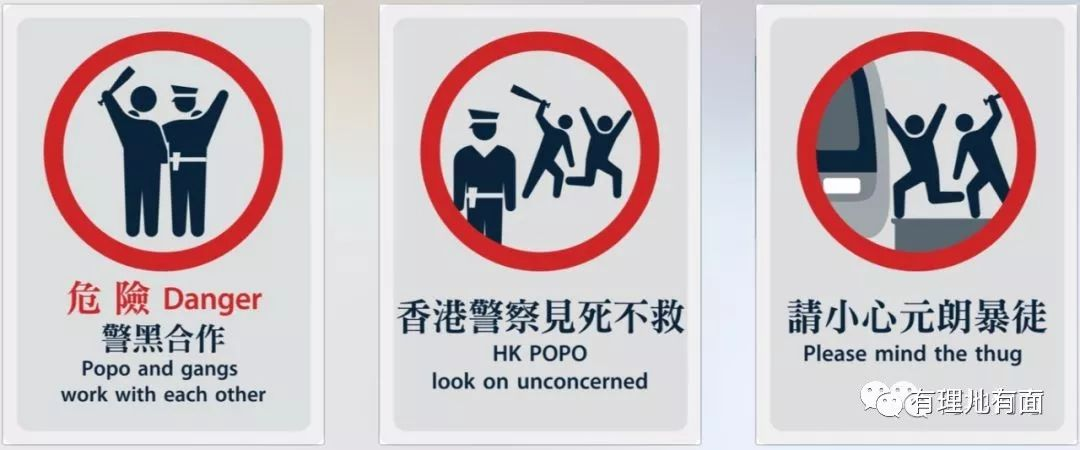 危險 Danger
警黑合作
Popo and gangs
work with each other
香港警察見死不救
HK POPO
look on unconcerned
請小心元朗暴徒
Please mind the thug
有理地有面